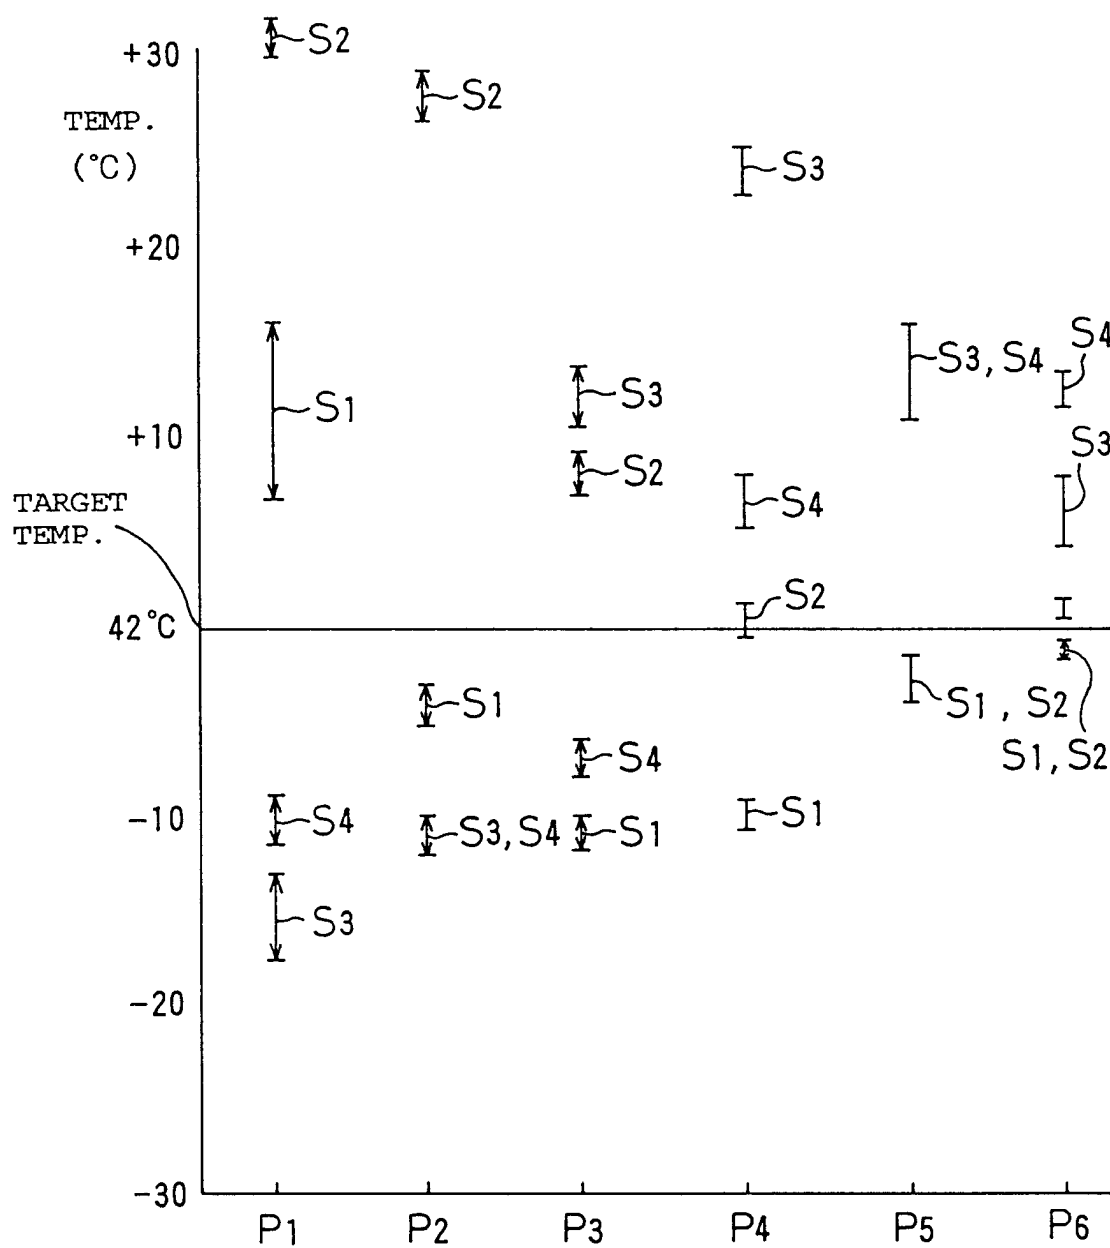 +30
S2
S2
TEMP.
(°C)
S3
+20
S4
S3, S4
S1
S3
+10
S3
S2
TARGET
TEMP.
S4
S2
42°C
S1
S1, S2
S4
S1, S2
-10
S4
S3, S4
S1
S1
S3
-20
-30
P1 P2 P3 P4 P5 P6